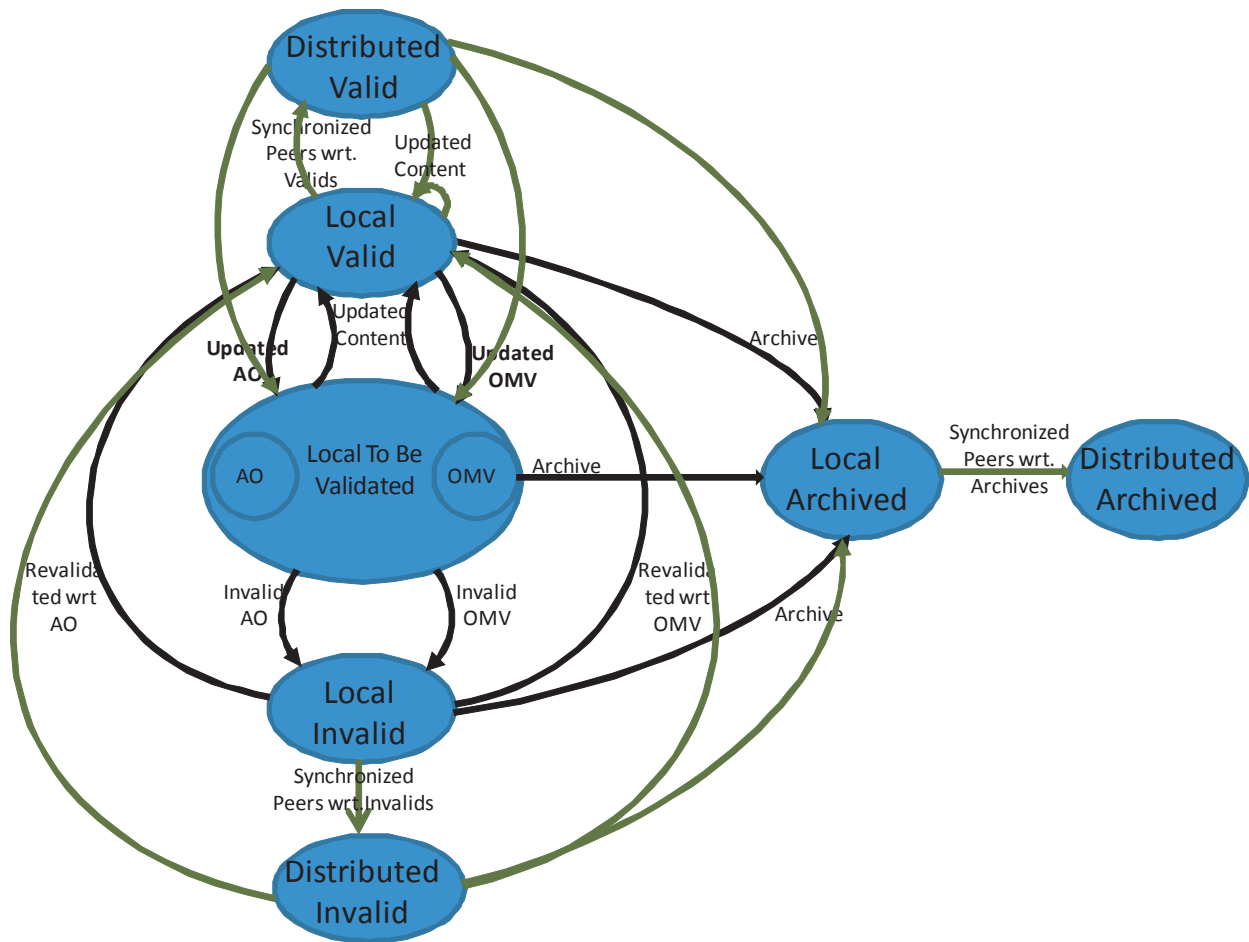 Distributed
Valid
Synchronized
Peers wrt.
Valids
Updated
Content
Local
Valid
Updated
Content
Updated
AO
Updated
OMV
Archive
AO
Local To Be
Validated
OMV
Archive
Local
Archived
Synchronized
Peers wrt.
Archives
Distributed
Archived
Revalida
ted wrt
AO
Invalid
AO
Invalid
OMV
Revalida
ted wrt
OMV
Archive
Local
Invalid
Synchronized
Peers wrt.Invalids
Distributed
Invalid